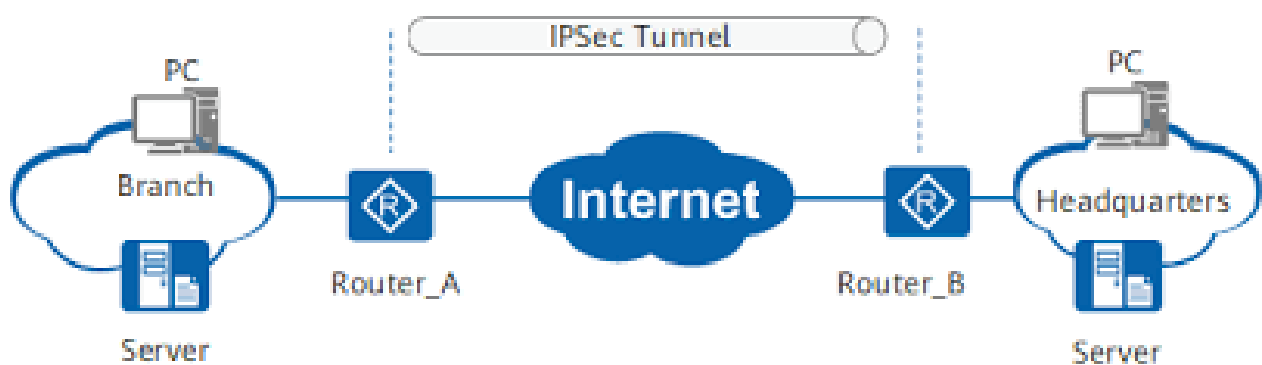 IPSec Tunnel
PC
PC
Branch
Internet
Headquarters
R
R
Router_A
Router_B
Server
Server